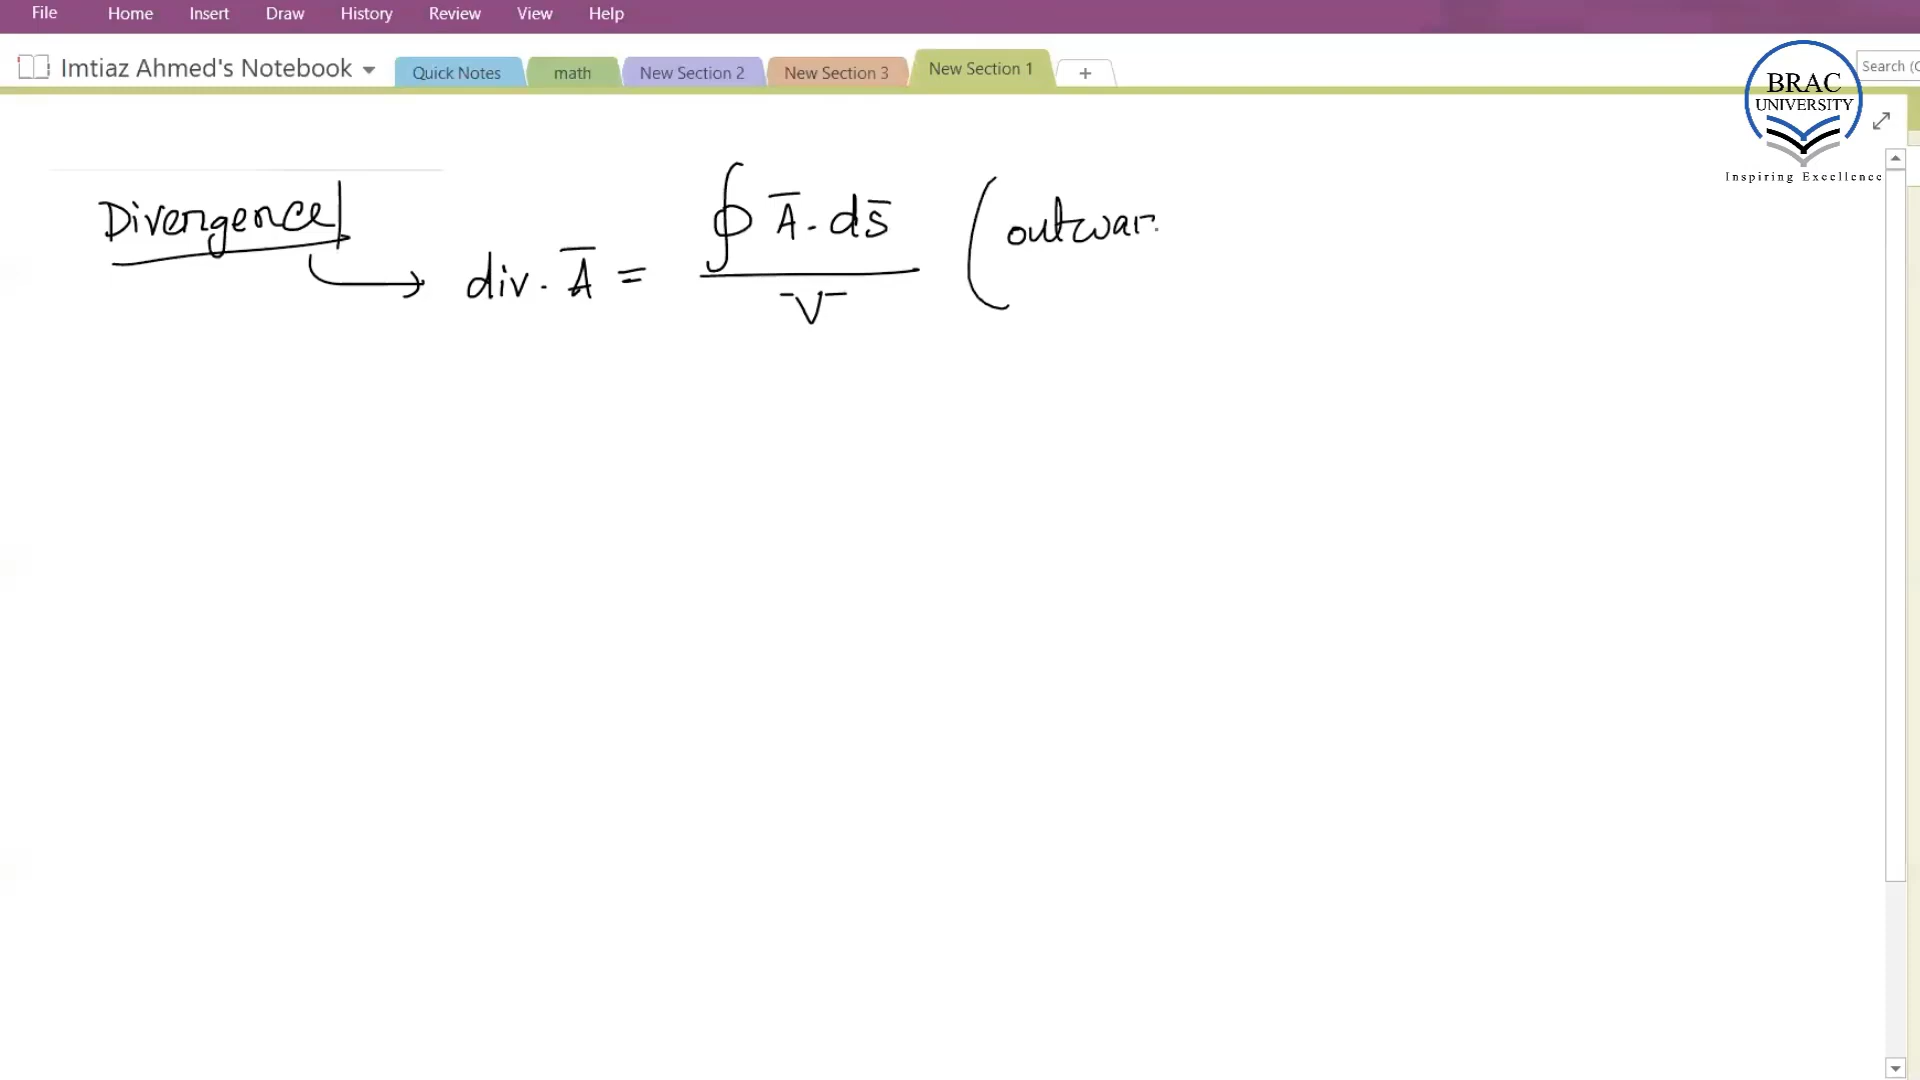 File Home Insert Draw History Review View Help
Imtiaz Ahmed's Notebook Quick Notes math New Section 2 New Section 3 New Section 1 +
Search (
BRAC
UNIVERSITY
Inspiring Excellence
Divergence
div. A̅ = ∮ A̅ . ds̅ / V (outwar